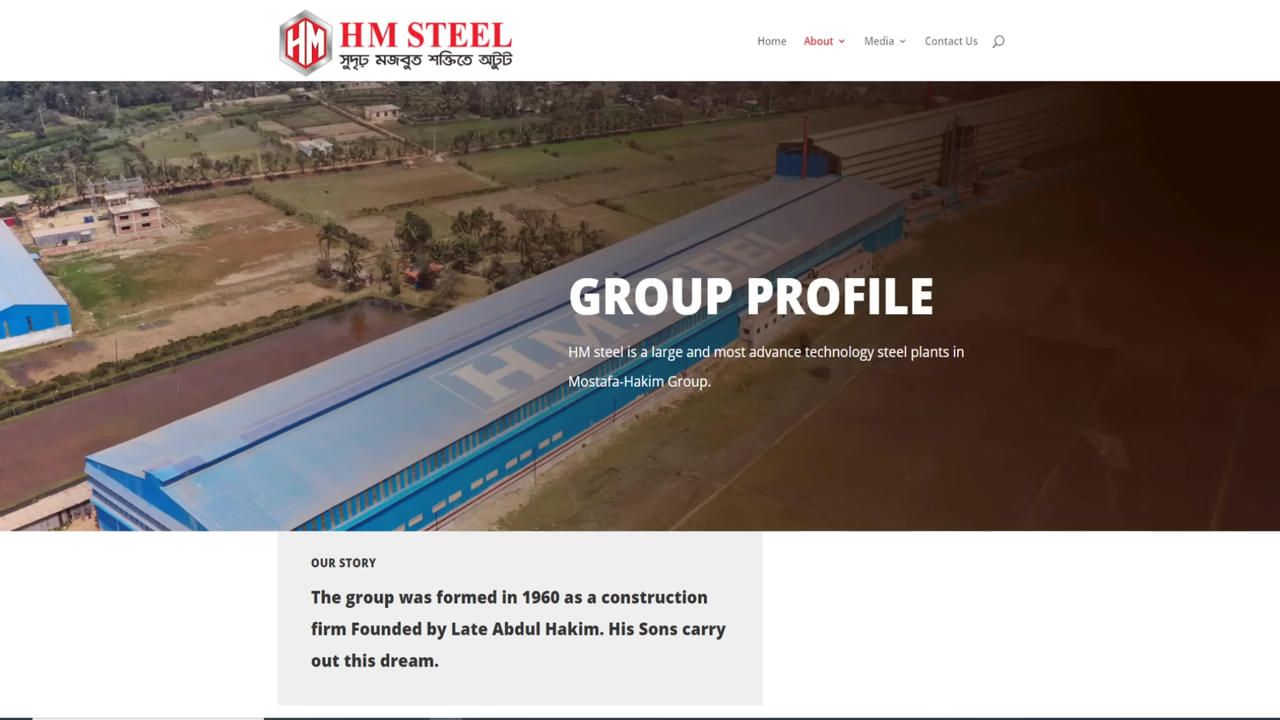 HM
HM STEEL
সুদৃঢ় মজবুত শক্তিতে অটুট
Home About Media Contact Us
H.M. STEEL
GROUP PROFILE
HM steel is a large and most advance technology steel plants in
Mostafa-Hakim Group.
OUR STORY
The group was formed in 1960 as a construction
firm Founded by Late Abdul Hakim. His Sons carry
out this dream.